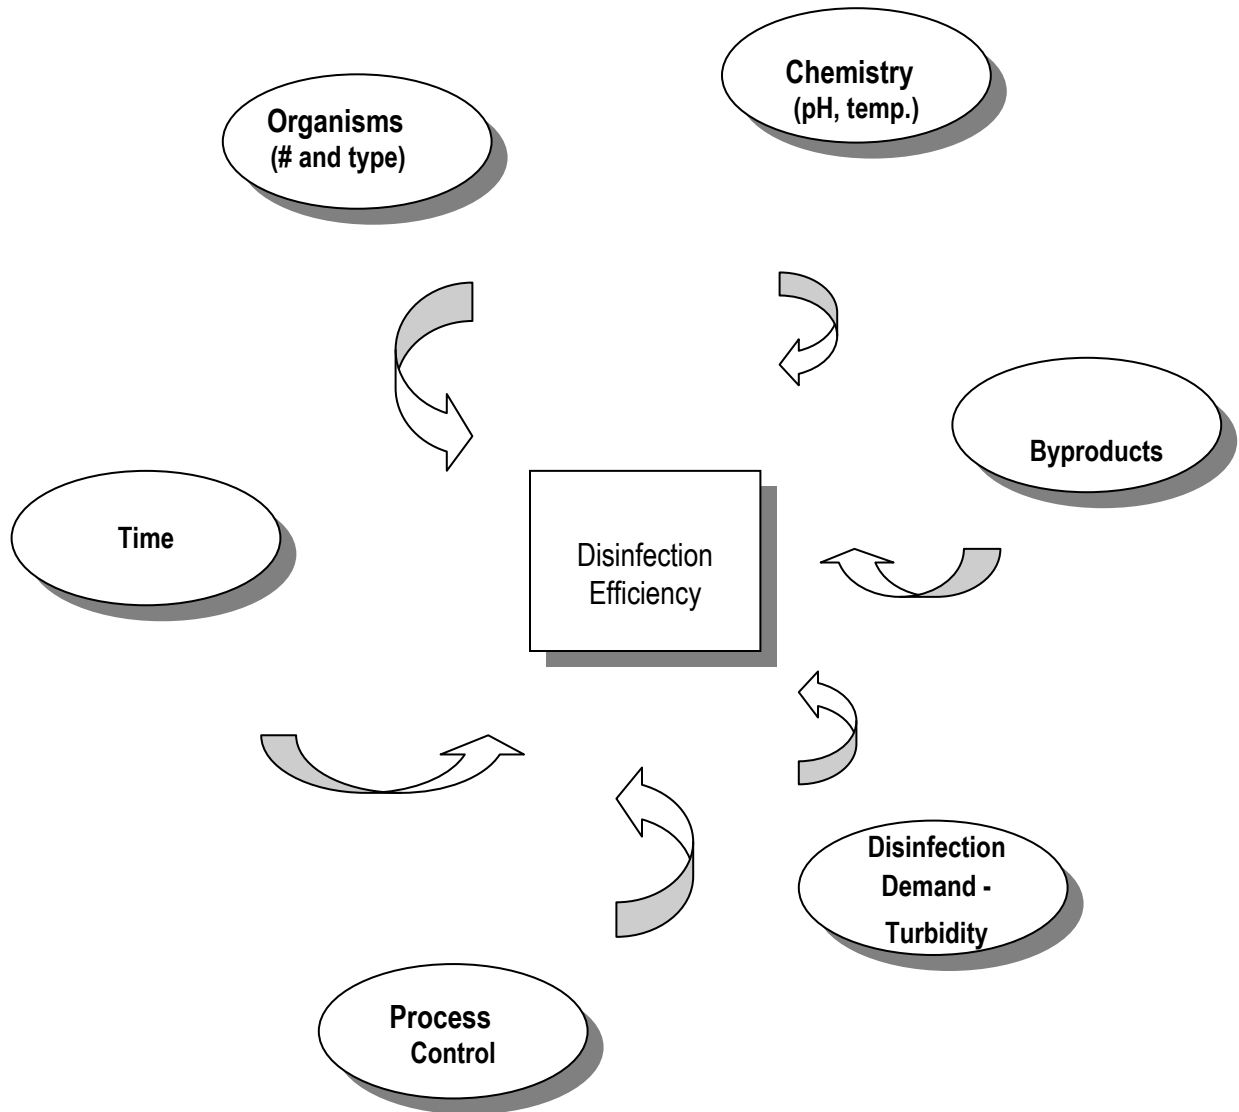 Chemistry
(pH, temp.)
Organisms
(# and type)
Byproducts
Time
Disinfection
Efficiency
Disinfection
Demand -
Turbidity
Process
Control